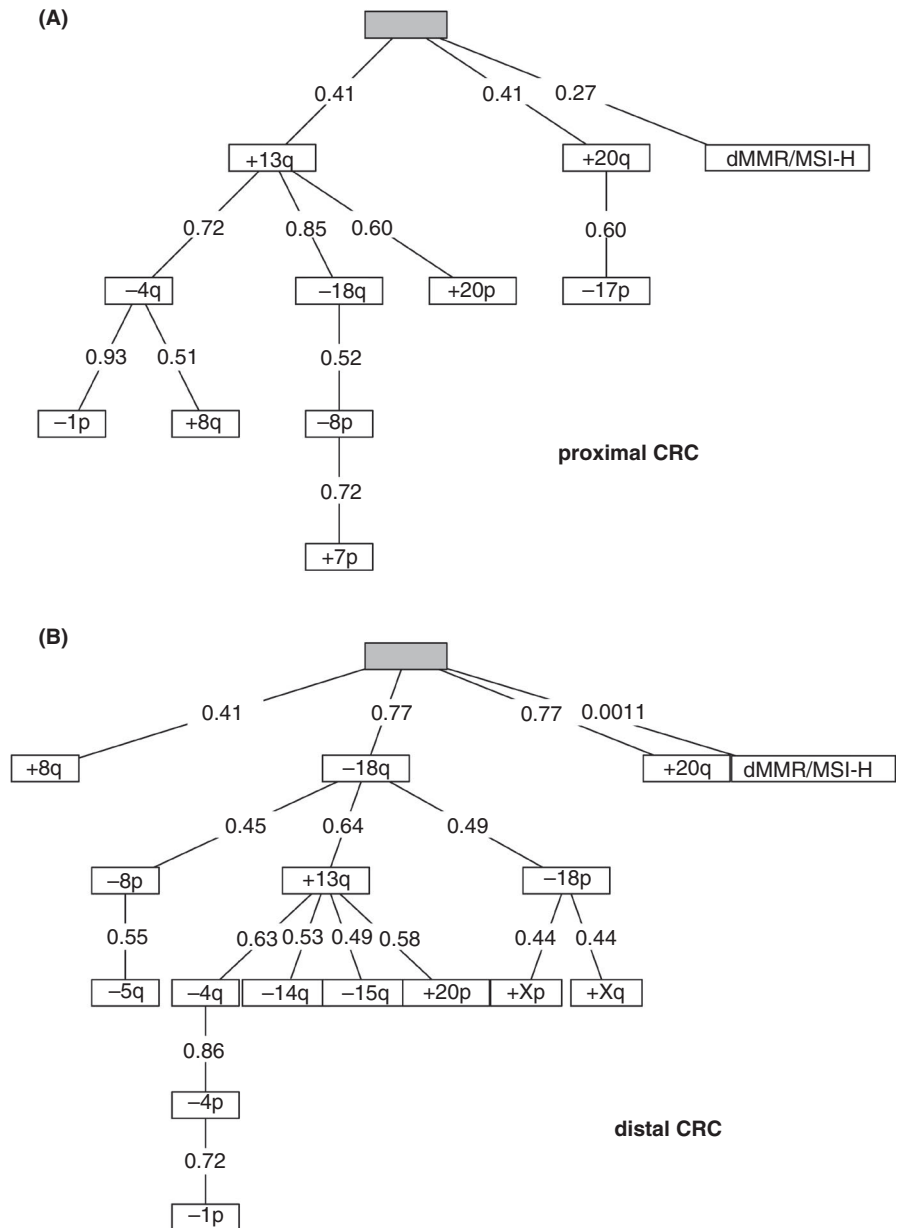 (A)
0.41 0.41 0.27
+13q +20q dMMR/MSI-H
0.72 0.85 0.60 0.60
−4q −18q +20p −17p
0.93 0.51 0.52
−1p +8q −8p
proximal CRC
0.72
+7p
(B)
0.41 0.77 0.77 0.0011
+8q −18q +20q dMMR/MSI-H
0.45 0.64 0.49
−8p +13q −18p
0.55 0.63 0.53 0.49 0.58 0.44 0.44
−5q −4q −14q −15q +20p +Xp +Xq
0.86
−4p
distal CRC
0.72
−1p